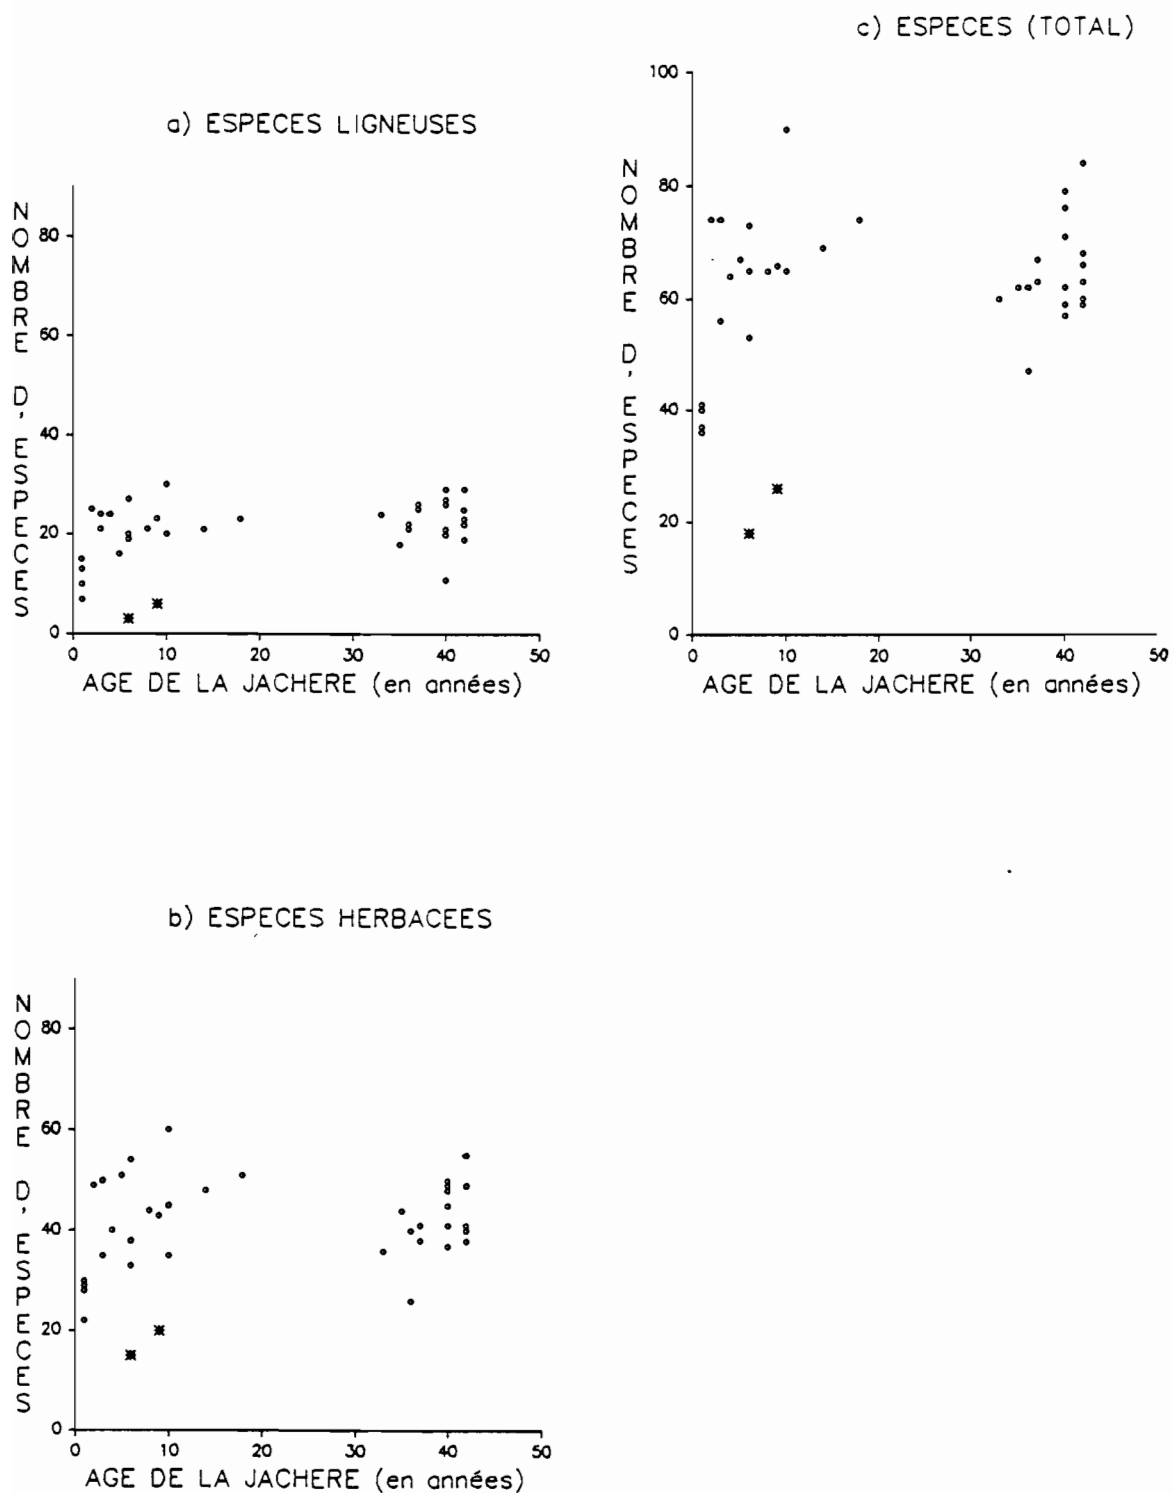 c) ESPECES (TOTAL)
a) ESPECES LIGNEUSES
NOMBRE D'ESPECES
80
60
40
20
0
0 10 20 30 40 50
AGE DE LA JACHERE (en années)
NOMBRE D'ESPECES
100
80
60
40
20
0
0 10 20 30 40 50
AGE DE LA JACHERE (en années)
b) ESPECES HERBACEES
NOMBRE D'ESPECES
80
60
40
20
0
0 10 20 30 40 50
AGE DE LA JACHERE (en années)